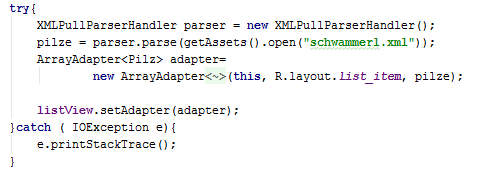 try{
XMLPullParserHandler parser = new XMLPullParserHandler();
pilze = parser.parse(getAssets().open("schwammerl.xml"));
ArrayAdapter<Pilz> adapter=
new ArrayAdapter<~>(this, R.layout.List_item, pilze);
listView.setAdapter(adapter);
}catch ( IOException e){
e.printStackTrace();
}